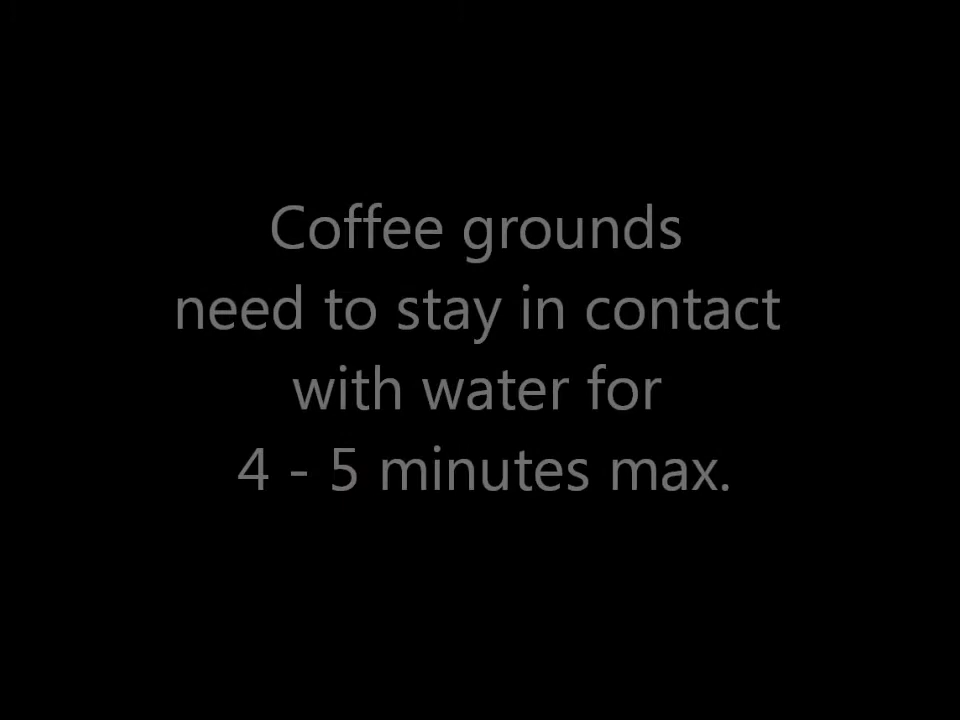 Coffee grounds
need to stay in contact
with water for
4 - 5 minutes max.